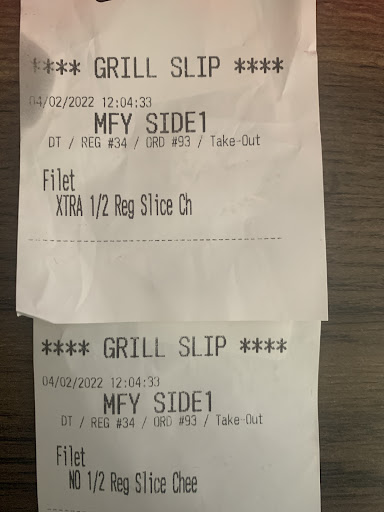 **** GRILL SLIP ****
04/02/2022 12:04:33
MFY SIDE1
DT / REG #34 / ORD #93 / Take-Out
Filet
XTRA 1/2 Reg Slice Ch
**** GRILL SLIP ****
04/02/2022 12:04:33
MFY SIDE1
DT / REG #34 / ORD #93 / Take-Out
Filet
NO 1/2 Reg Slice Chee